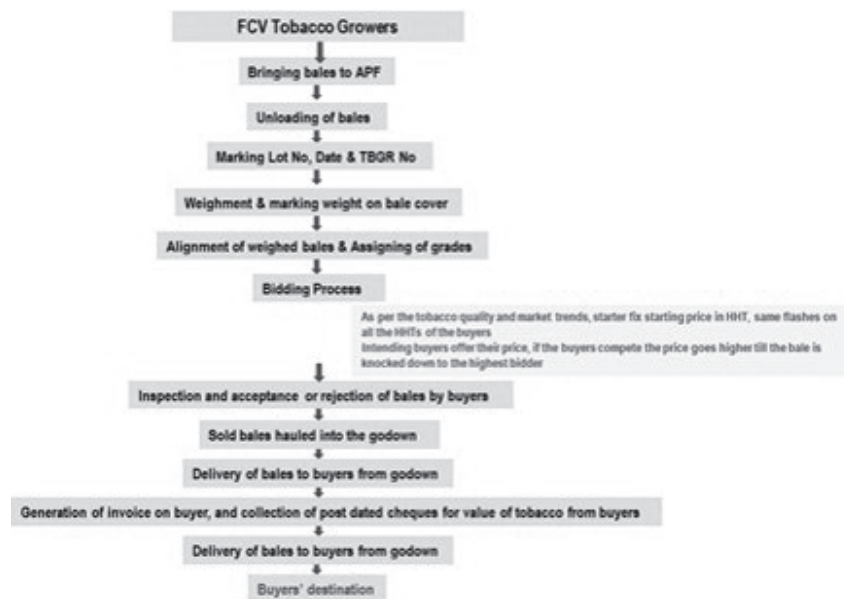 FCV Tobacco Growers
Bringing bales to APF
Unloading of bales
Marking Lot No, Date & TBGR No
Weighment & marking weight on bale cover
Alignment of weighed bales & Assigning of grades
Bidding Process
As per the tobacco quality and market trends, starter fix starting price in HHT, same flashes on
all the HHTs of the buyers
Intending buyers offer their price, if the buyers compete the price goes higher till the bale is
knocked down to the highest bidder
Inspection and acceptance or rejection of bales by buyers
Sold bales hauled into the godown
Delivery of bales to buyers from godown
Generation of invoice on buyer, and collection of post dated cheques for value of tobacco from buyers
Delivery of bales to buyers from godown
Buyers' destination